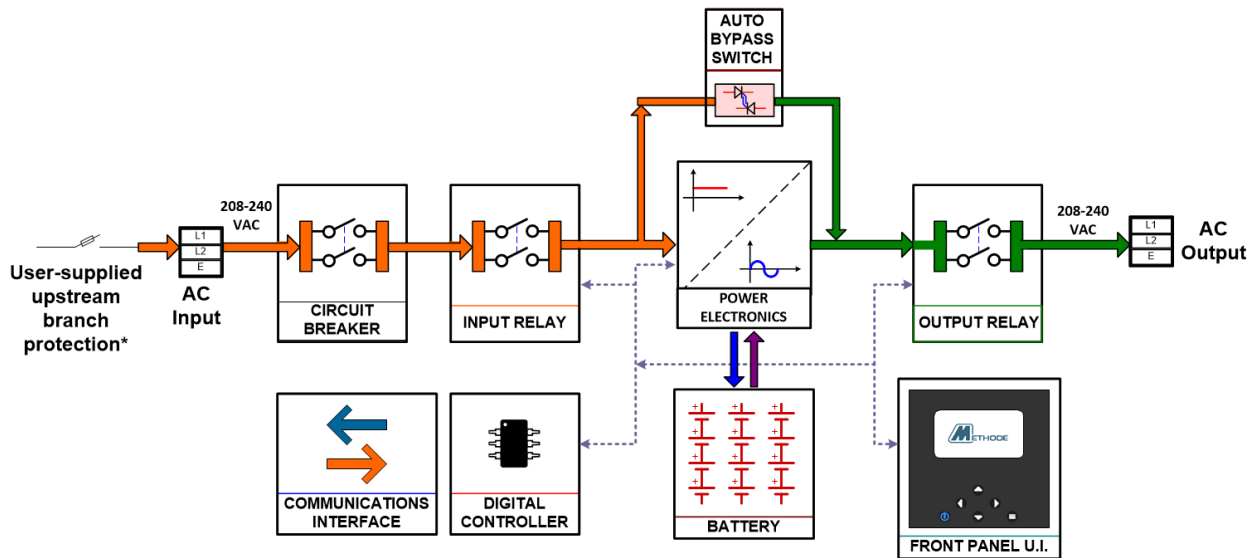 AUTO
BYPASS
SWITCH
208-240
VAC
L1
L2
E
User-supplied
upstream
branch
protection*
AC
Input
CIRCUIT
BREAKER
INPUT RELAY
POWER
ELECTRONICS
OUTPUT RELAY
208-240
VAC
L1
L2
E
AC
Output
COMMUNICATIONS
INTERFACE
DIGITAL
CONTROLLER
+ + +
+ + +
+ + +
+ + +
BATTERY
METHODE
FRONT PANEL U.I.